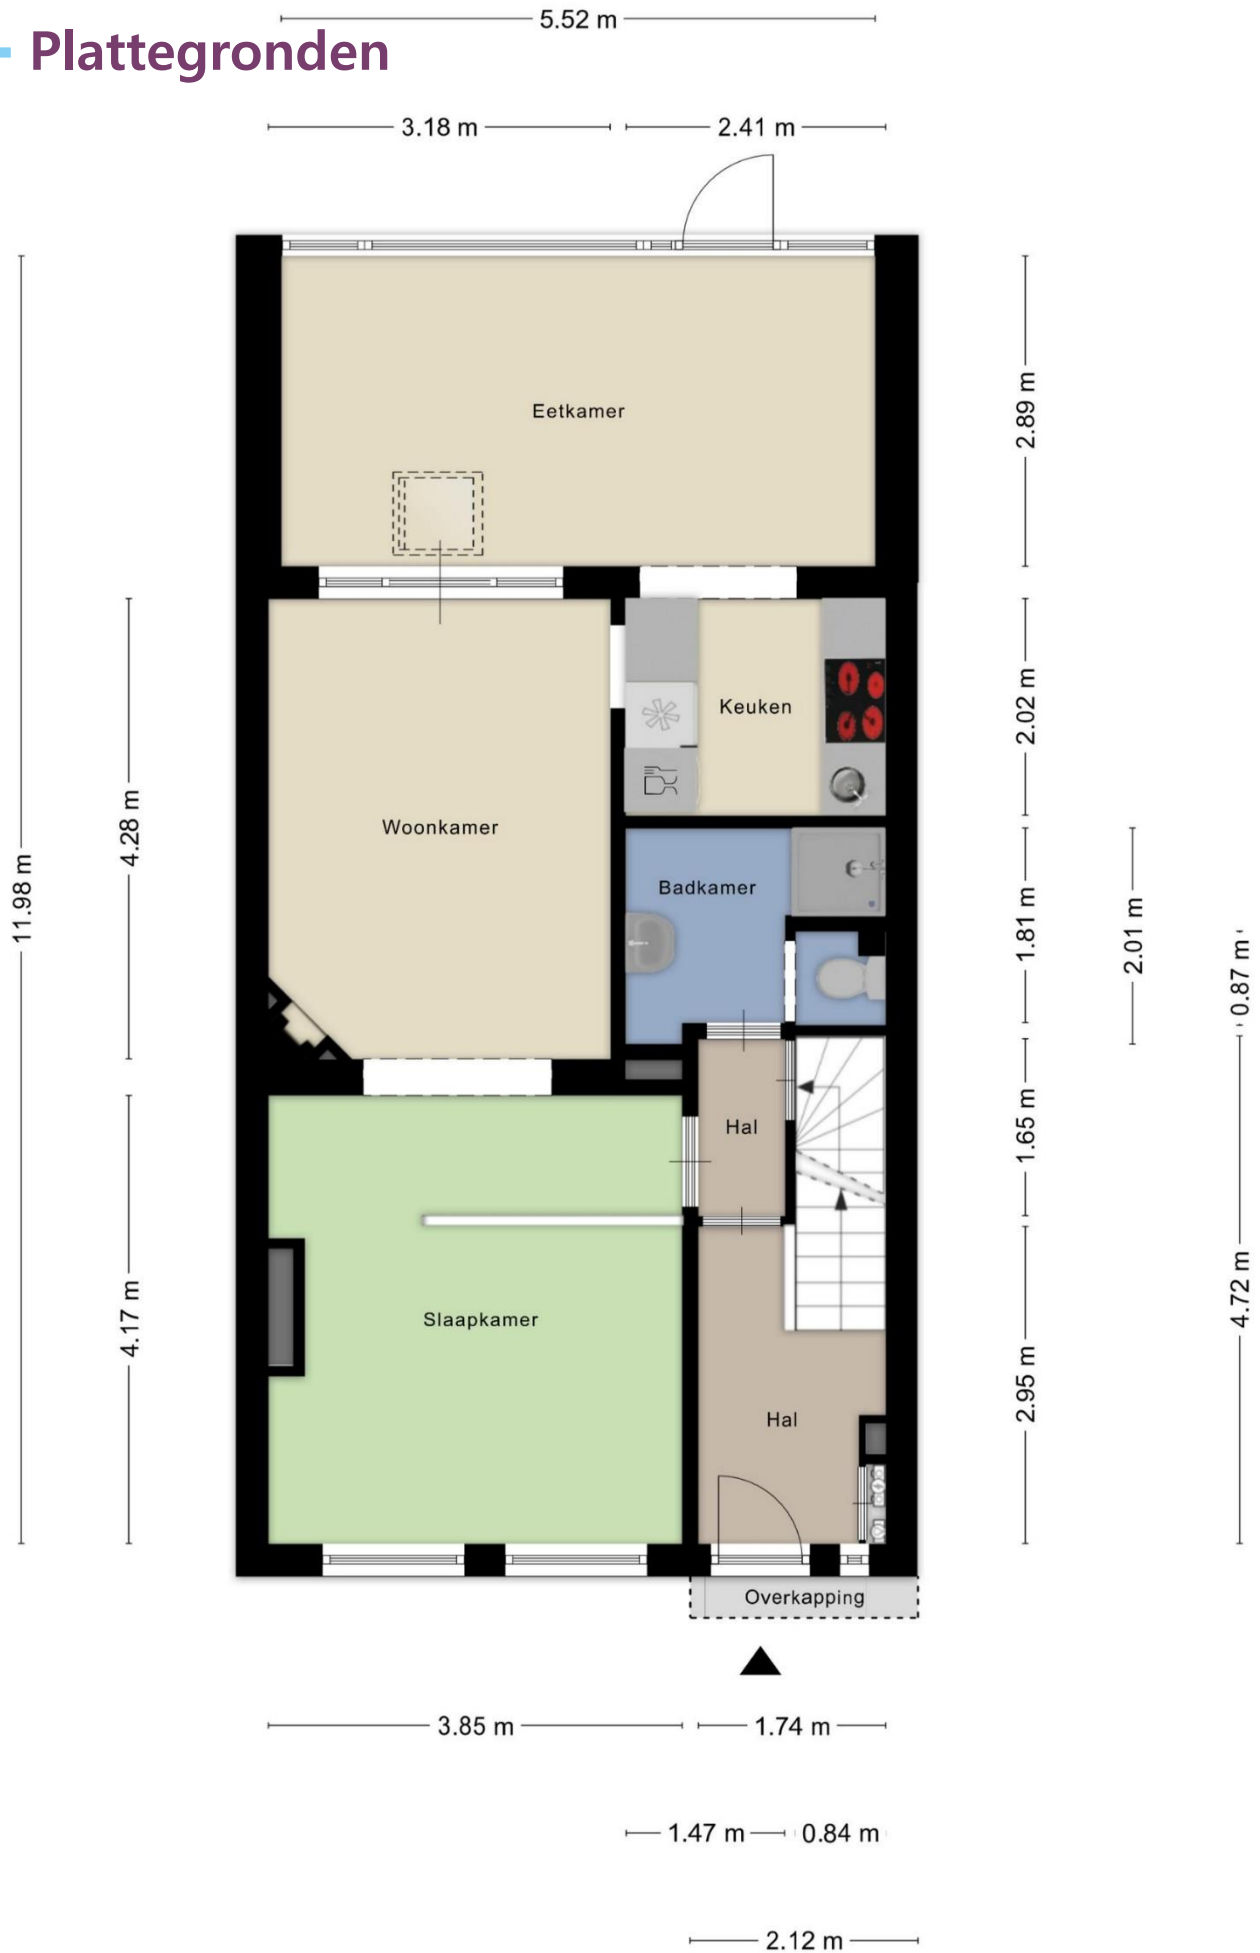 5.52 m
Plattegronden
3.18 m
2.41 m
Eetkamer
2.89 m
Keuken
2.02 m
Woonkamer
4.28 m
11.98 m
Badkamer
1.81 m
2.01 m
0.87 m
Hal
1.65 m
Slaapkamer
4.17 m
4.72 m
2.95 m
Hal
Overkapping
3.85 m
1.74 m
1.47 m
0.84 m
2.12 m